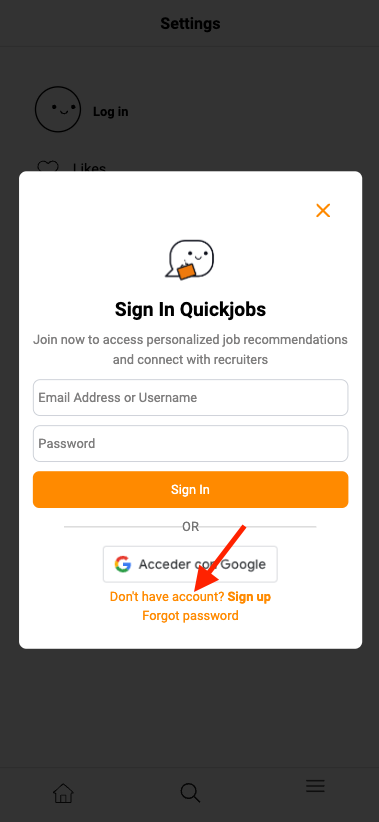 Settings
Log in
Likes
Sign In Quickjobs
Join now to access personalized job recommendations
and connect with recruiters
Email Address or Username
Password
Sign In
OR
Acceder con Google
Don't have account? Sign up
Forgot password